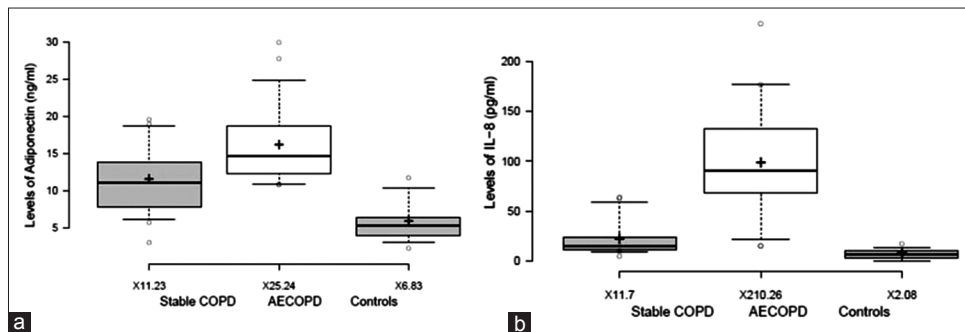 Levels of Adiponectin (ng/ml)
30
25
20
15
10
5
X11.23 X25.24 X6.83
Stable COPD AECOPD Controls
a
Levels of IL-8 (pg/ml)
200
150
100
50
0
X11.7 X210.26 X2.08
Stable COPD AECOPD Controls
b